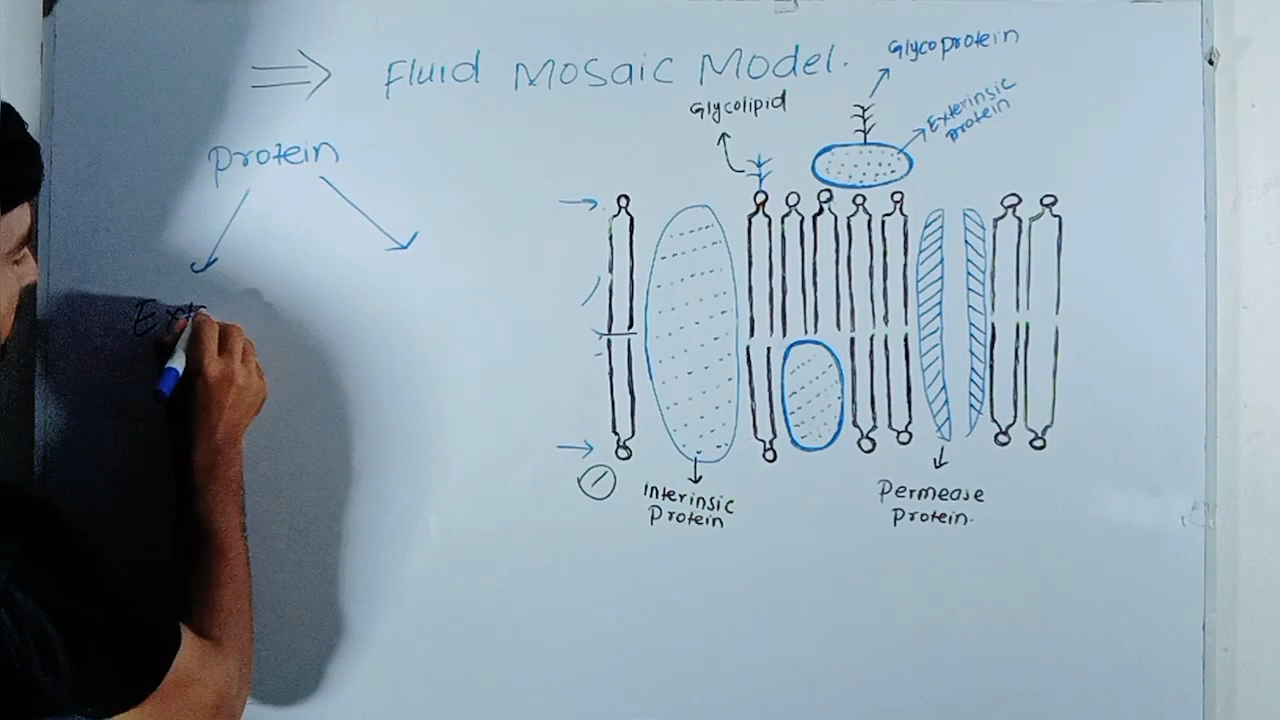 ⇒ Fluid Mosaic Model.
Glycoprotein
Glycolipid
Exterinsic
protein
protein
Ext
Interinsic
Protein
Permease
protein.